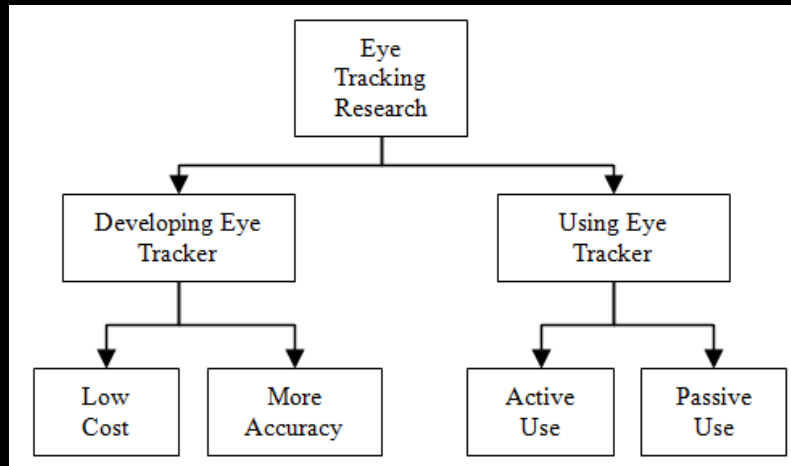 Eye
Tracking
Research
Developing Eye
Tracker
Using Eye
Tracker
Low
Cost
More
Accuracy
Active
Use
Passive
Use